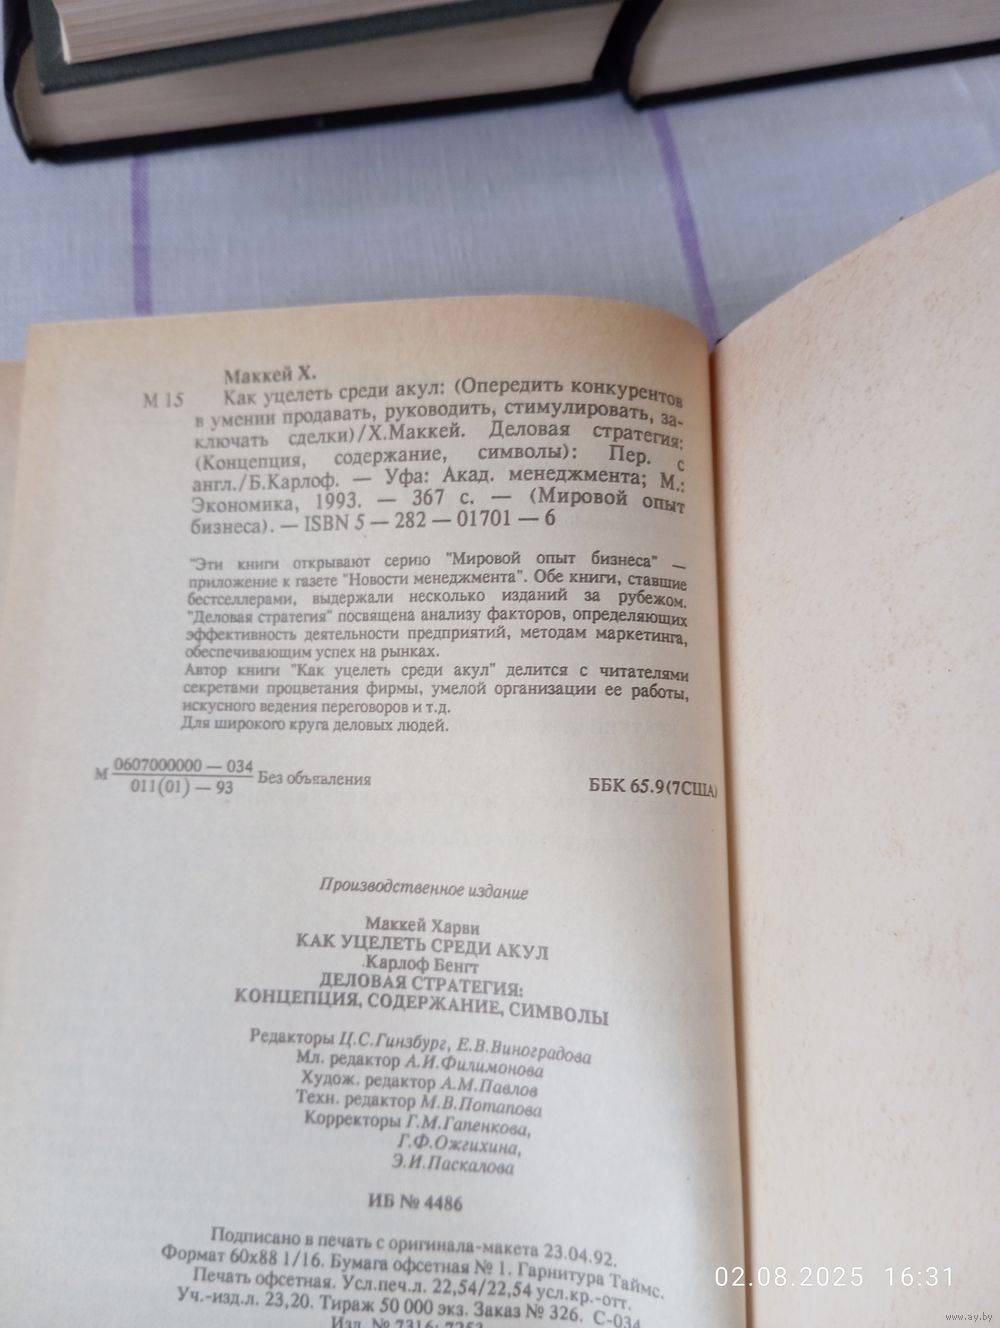 Маккей Х.
М 15 Как уцелеть среди акул: (Опередить конкурентов
в умении продавать, руководить, стимулировать, за-
ключать сделки)/Х.Маккей. Деловая стратегия:
(Концепция, содержание, символы): Пер. с
англ./Б.Карлоф. — Уфа: Акад. менеджмента; М.:
Экономика, 1993. — 367 с. — (Мировой опыт
бизнеса). — ISBN 5 — 282 — 01701 — 6
"Эти книги открывают серию "Мировой опыт бизнеса" —
приложение к газете "Новости менеджмента". Обе книги, ставшие
бестселлерами, выдержали несколько изданий за рубежом.
"Деловая стратегия" посвящена анализу факторов, определяющих
эффективность деятельности предприятий, методам маркетинга,
обеспечивающим успех на рынках.
Автор книги "Как уцелеть среди акул" делится с читателями
секретами процветания фирмы, умелой организации ее работы,
искусного ведения переговоров и т.д.
Для широкого круга деловых людей.
М 0607000000 — 034
011(01) — 93
Без объявления
ББК 65.9(7США)
Производственное издание
Маккей Харви
КАК УЦЕЛЕТЬ СРЕДИ АКУЛ
Карлоф Бенгт
ДЕЛОВАЯ СТРАТЕГИЯ:
КОНЦЕПЦИЯ, СОДЕРЖАНИЕ, СИМВОЛЫ
Редакторы Ц.С.Гинзбург, Е.В.Виноградова
Мл. редактор А.И.Филимонова
Худож. редактор А.М.Павлов
Техн. редактор М.В.Потапова
Корректоры Г.М.Гапенкова,
Г.Ф.Ожгихина,
Э.И.Паскалова
ИБ № 4486
Подписано в печать с оригинала-макета 23.04.92.
Формат 60x88 1/16. Бумага офсетная № 1. Гарнитура Таймс.
Печать офсетная. Усл.печ.л. 22,54/22,54 усл.кр.-отт.
Уч.-изд.л. 23,20. Тираж 50 000 экз. Заказ № 326. С-034.
Изд. № 7316; 7253
02.08.2025 16:31
www.ay.by